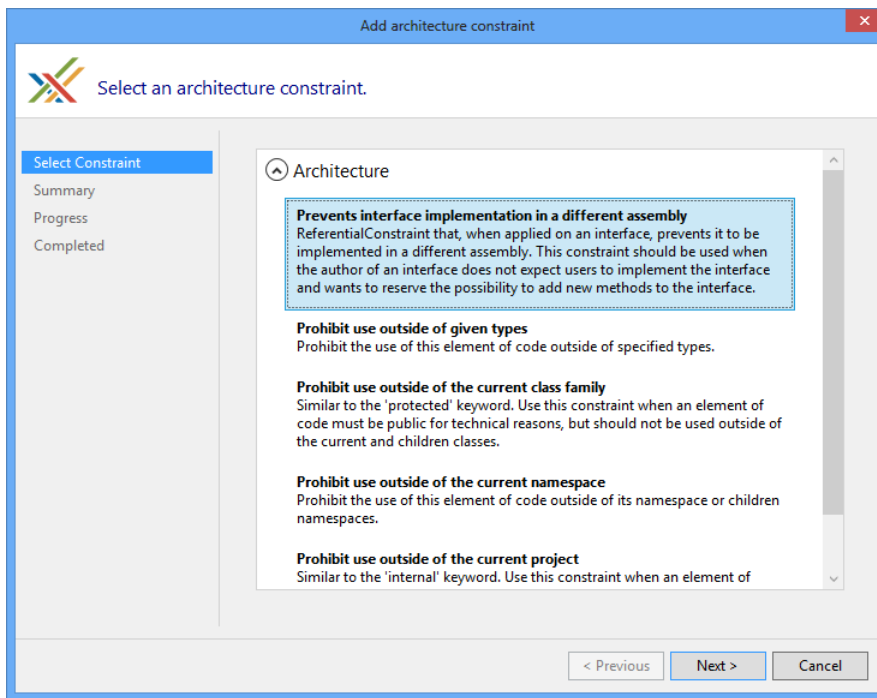 Add architecture constraint
Select an architecture constraint.
Select Constraint
Summary
Progress
Completed
Architecture
Prevents interface implementation in a different assembly
ReferentialConstraint that, when applied on an interface, prevents it to be
implemented in a different assembly. This constraint should be used when
the author of an interface does not expect users to implement the interface
and wants to reserve the possibility to add new methods to the interface.
Prohibit use outside of given types
Prohibit the use of this element of code outside of specified types.
Prohibit use outside of the current class family
Similar to the 'protected' keyword. Use this constraint when an element of
code must be public for technical reasons, but should not be used outside of
the current and children classes.
Prohibit use outside of the current namespace
Prohibit the use of this element of code outside of its namespace or children
namespaces.
Prohibit use outside of the current project
Similar to the 'internal' keyword. Use this constraint when an element of
< Previous
Next >
Cancel